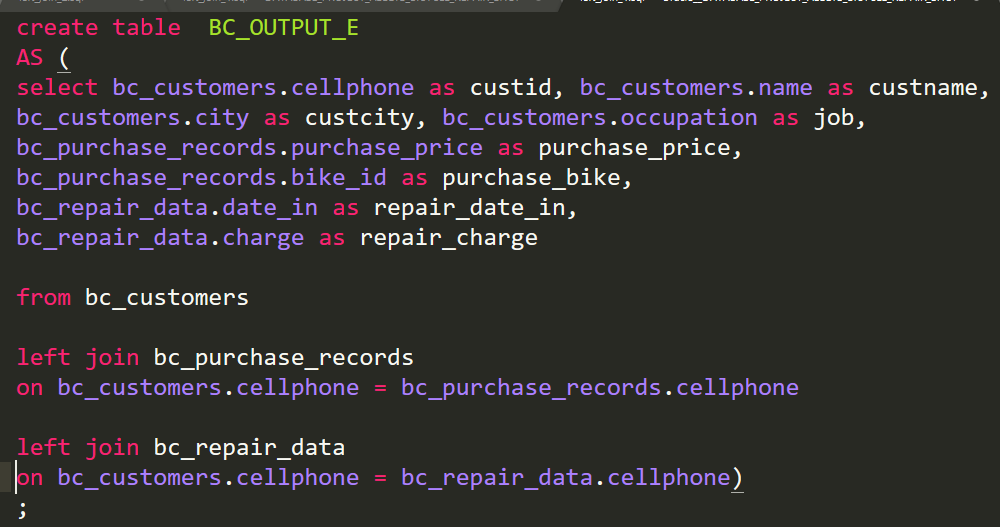 create table  BC_OUTPUT_E
AS (
select bc_customers.cellphone as custid, bc_customers.name as custname,
bc_customers.city as custcity, bc_customers.occupation as job,
bc_purchase_records.purchase_price as purchase_price,
bc_purchase_records.bike_id as purchase_bike,
bc_repair_data.date_in as repair_date_in,
bc_repair_data.charge as repair_charge
from bc_customers
left join bc_purchase_records
on bc_customers.cellphone = bc_purchase_records.cellphone
left join bc_repair_data
on bc_customers.cellphone = bc_repair_data.cellphone)
;